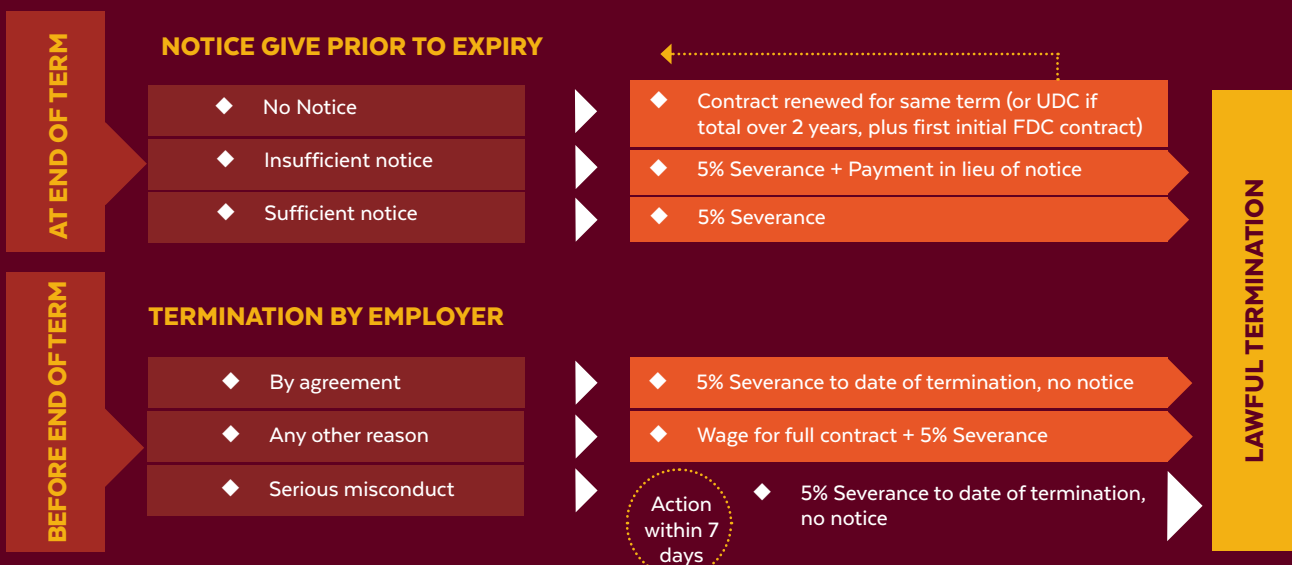 AT END OF TERM
NOTICE GIVE PRIOR TO EXPIRY
No Notice
Contract renewed for same term (or UDC if
total over 2 years, plus first initial FDC contract)
Insufficient notice
5% Severance + Payment in lieu of notice
Sufficient notice
5% Severance
BEFORE END OF TERM
TERMINATION BY EMPLOYER
By agreement
5% Severance to date of termination, no notice
Any other reason
Wage for full contract + 5% Severance
Serious misconduct
Action
within 7
days
5% Severance to date of termination,
no notice
LAWFUL TERMINATION